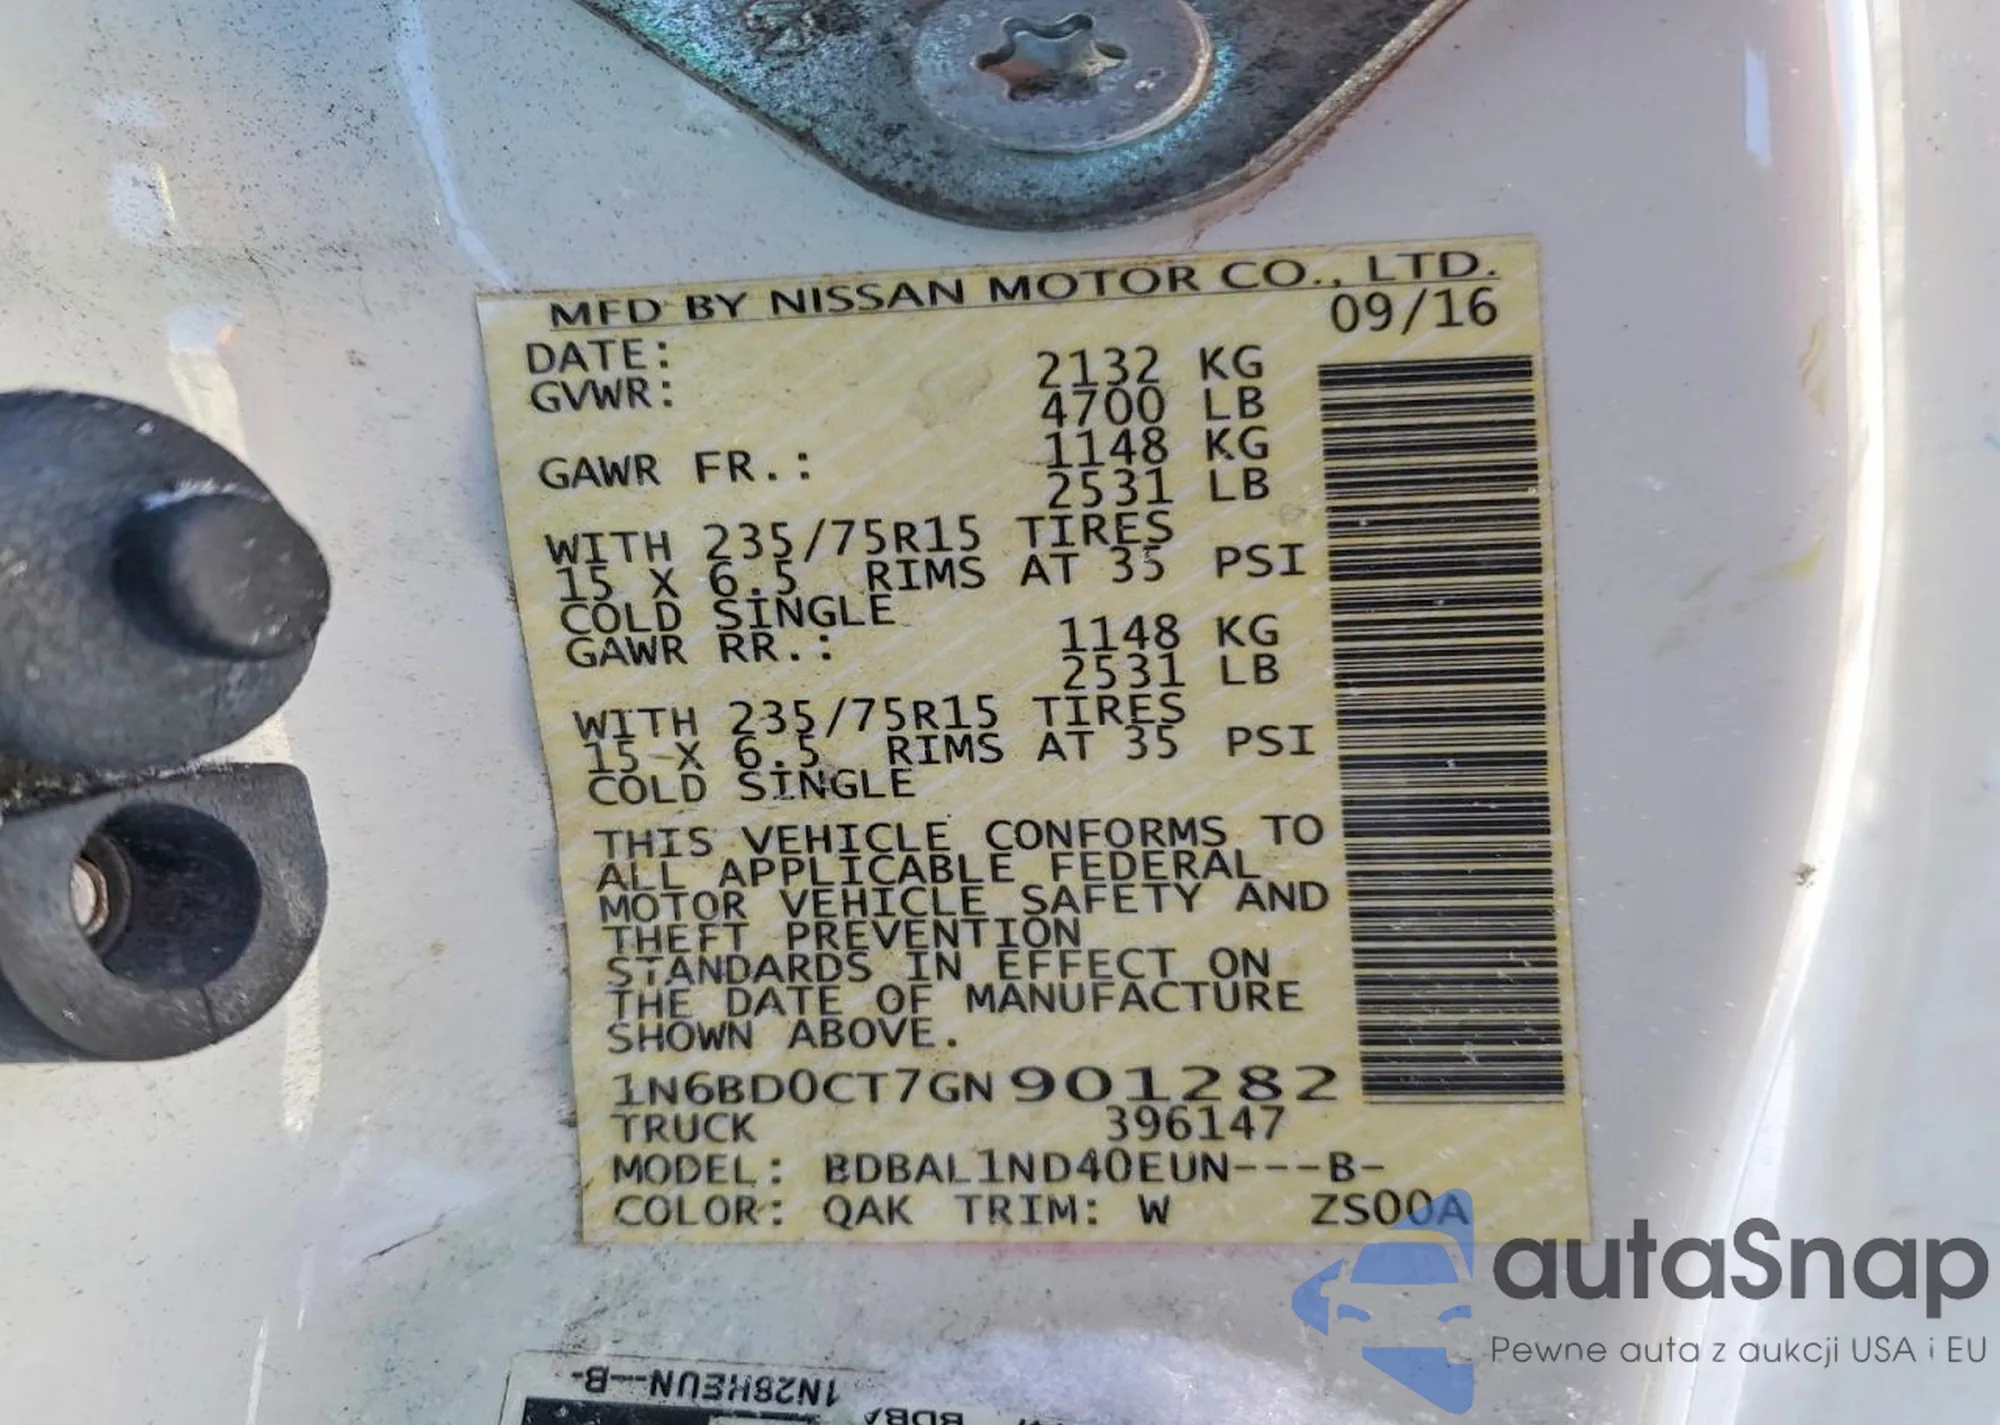 MFD BY NISSAN MOTOR CO., LTD.
DATE: 09/16
GVWR: 2132 KG
4700 LB
GAWR FR.: 1148 KG
2531 LB
WITH 235/75R15 TIRES
15 X 6.5 RIMS AT 35 PSI
COLD SINGLE
GAWR RR.: 1148 KG
2531 LB
WITH 235/75R15 TIRES
15 X 6.5 RIMS AT 35 PSI
COLD SINGLE
THIS VEHICLE CONFORMS TO
ALL APPLICABLE FEDERAL
MOTOR VEHICLE SAFETY AND
THEFT PREVENTION
STANDARDS IN EFFECT ON
THE DATE OF MANUFACTURE
SHOWN ABOVE.
1N6BD0CT7GN901282
TRUCK 396147
MODEL: BDBAL1ND40EUN---B-
COLOR: QAK TRIM: W ZS00A
autaSnap
Pewne auta z aukcji USA i EU
1N28HEUN--B-